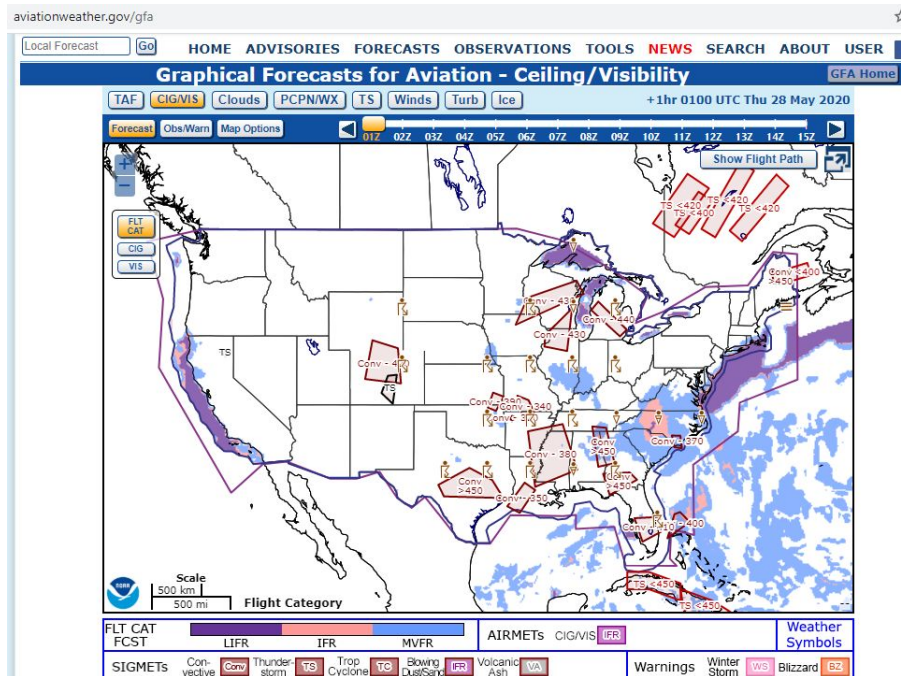 aviationweather.gov/gfa
Local Forecast Go HOME ADVISORIES FORECASTS OBSERVATIONS TOOLS NEWS SEARCH ABOUT USER
Graphical Forecasts for Aviation - Ceiling/Visibility GFA Home
TAF CIG/VIS Clouds PCPN/WX TS Winds Turb Ice +1hr 0100 UTC Thu 28 May 2020
Forecast Obs/Warn Map Options 01Z 02Z 03Z 04Z 05Z 06Z 07Z 08Z 09Z 10Z 11Z 12Z 13Z 14Z 15Z
+
−
Show Flight Path
FLT
CAT
CIG
VIS
TS <420
TS <420
TS <400
TS <420
Conv <400
>450
Conv - 430
Conv - 440
Conv - 430
TS
TS
Conv - 340
Conv - 380
Conv
>450
Conv - 370
Conv
>450
Conv
>450
Conv - 350
- 400
TS <450
TS <450
NOAA
Scale
500 km
500 mi
Flight Category
FLT CAT
FCST
LIFR IFR MVFR
AIRMETs CIG/VIS IFR
Weather
Symbols
SIGMETs Con-
vective Conv Thunder-
storm TS Trop
Cyclone TC Blowing
Dust/Sand IFR Volcanic
Ash VA
Warnings Winter
Storm WS Blizzard BZ